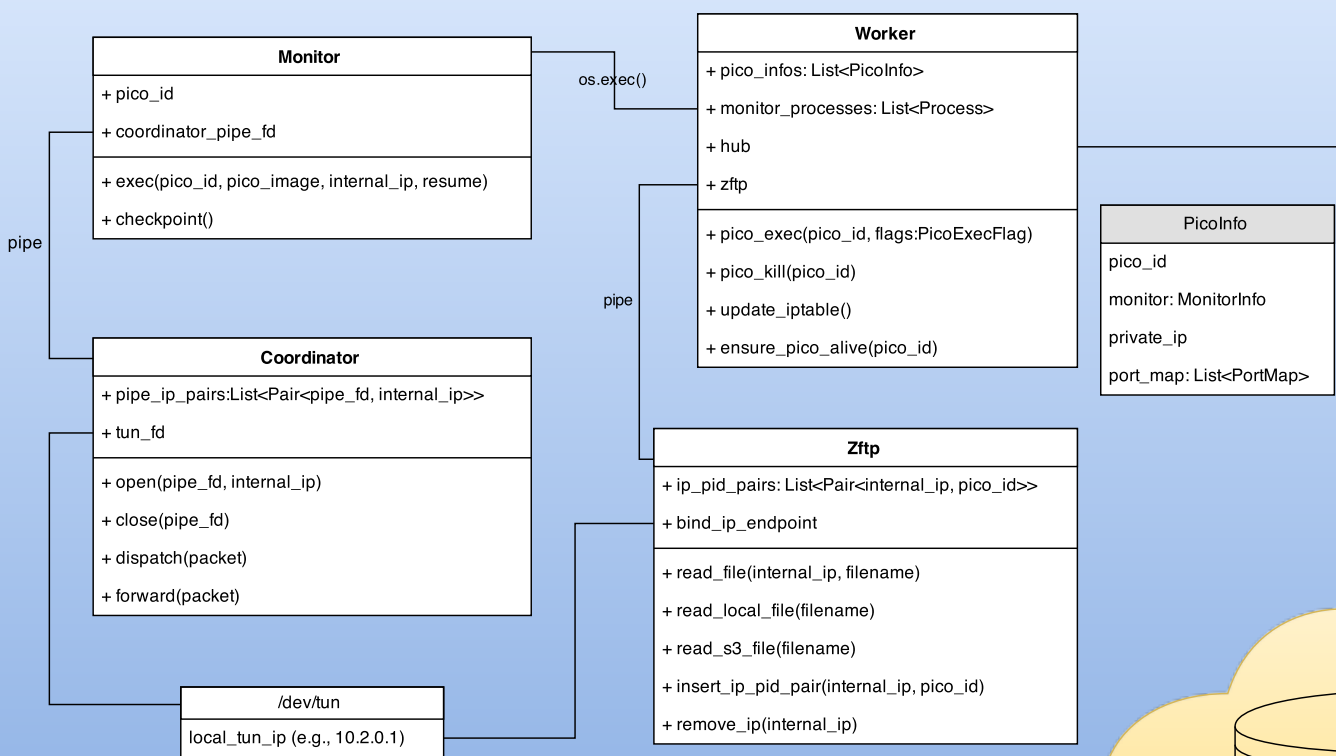 Monitor
+ pico_id
+ coordinator_pipe_fd
+ exec(pico_id, pico_image, internal_ip, resume)
+ checkpoint()
os.exec()
Worker
+ pico_infos: List<PicoInfo>
+ monitor_processes: List<Process>
+ hub
+ zftp
+ pico_exec(pico_id, flags:PicoExecFlag)
+ pico_kill(pico_id)
+ update_iptable()
+ ensure_pico_alive(pico_id)
PicoInfo
pico_id
monitor: MonitorInfo
private_ip
port_map: List<PortMap>
pipe
pipe
Coordinator
+ pipe_ip_pairs:List<Pair<pipe_fd, internal_ip>>
+ tun_fd
+ open(pipe_fd, internal_ip)
+ close(pipe_fd)
+ dispatch(packet)
+ forward(packet)
Zftp
+ ip_pid_pairs: List<Pair<internal_ip, pico_id>>
+ bind_ip_endpoint
+ read_file(internal_ip, filename)
+ read_local_file(filename)
+ read_s3_file(filename)
+ insert_ip_pid_pair(internal_ip, pico_id)
+ remove_ip(internal_ip)
/dev/tun
local_tun_ip (e.g., 10.2.0.1)